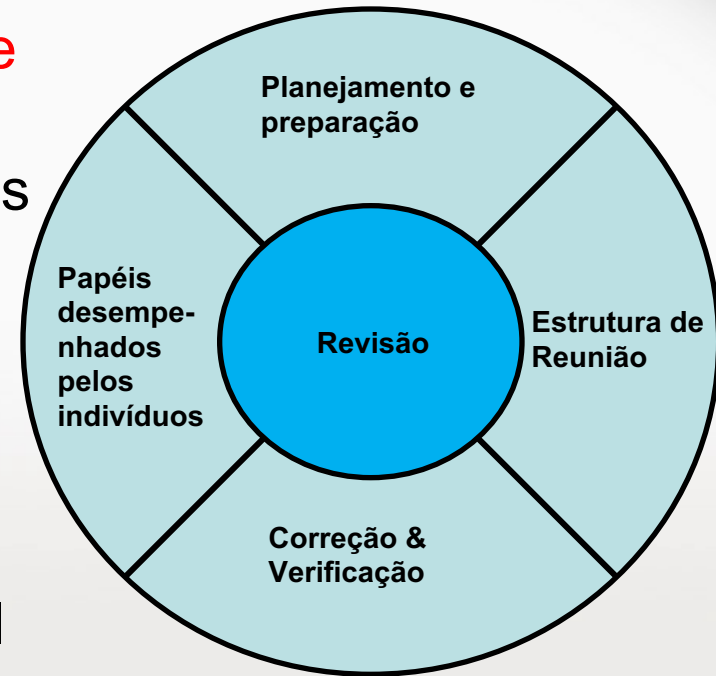 e
s
Planejamento e
preparação
Papéis
desempe-
nhados
pelos
indivíduos
Revisão
Estrutura de
Reunião
Correção &
Verificação